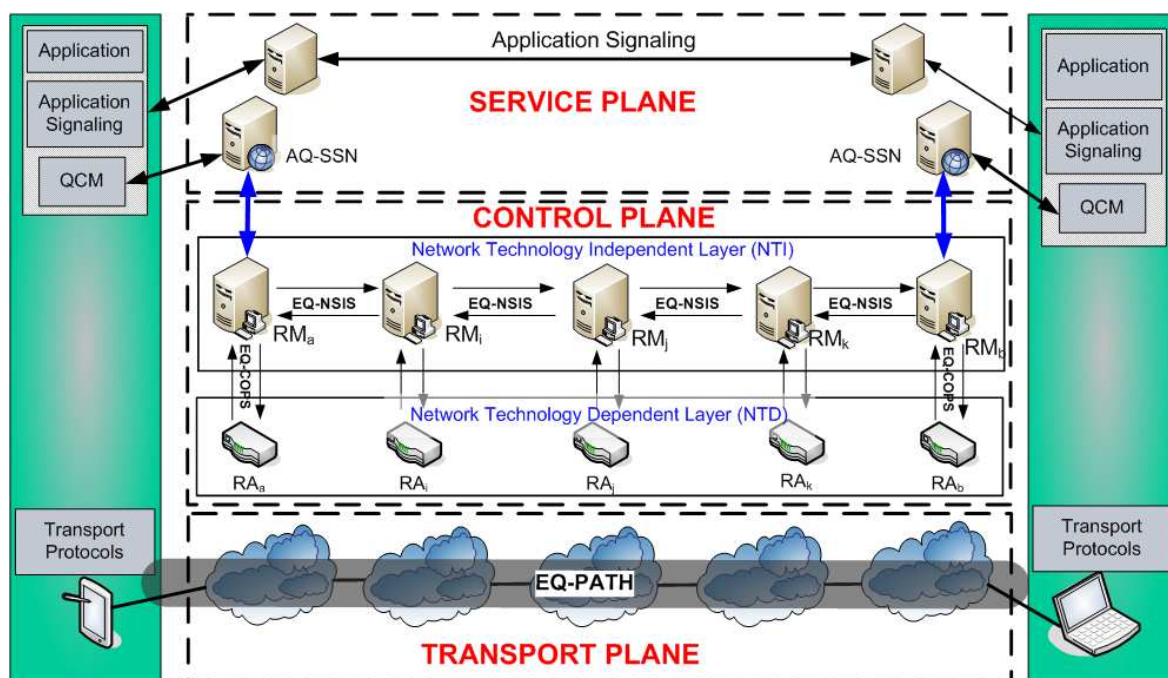 Application
Application
Signaling
QCM
Application Signaling
SERVICE PLANE
AQ-SSN
AQ-SSN
Application
Application
Signaling
QCM
CONTROL PLANE
Network Technology Independent Layer (NTI)
EQ-NSIS
EQ-NSIS
EQ-NSIS
EQ-NSIS
RMa
RMi
RMj
RMk
RMb
EQ-COPS
EQ-COPS
Network Technology Dependent Layer (NTD)
RAa
RAi
RAj
RAk
RAb
Transport
Protocols
EQ-PATH
Transport
Protocols
TRANSPORT PLANE